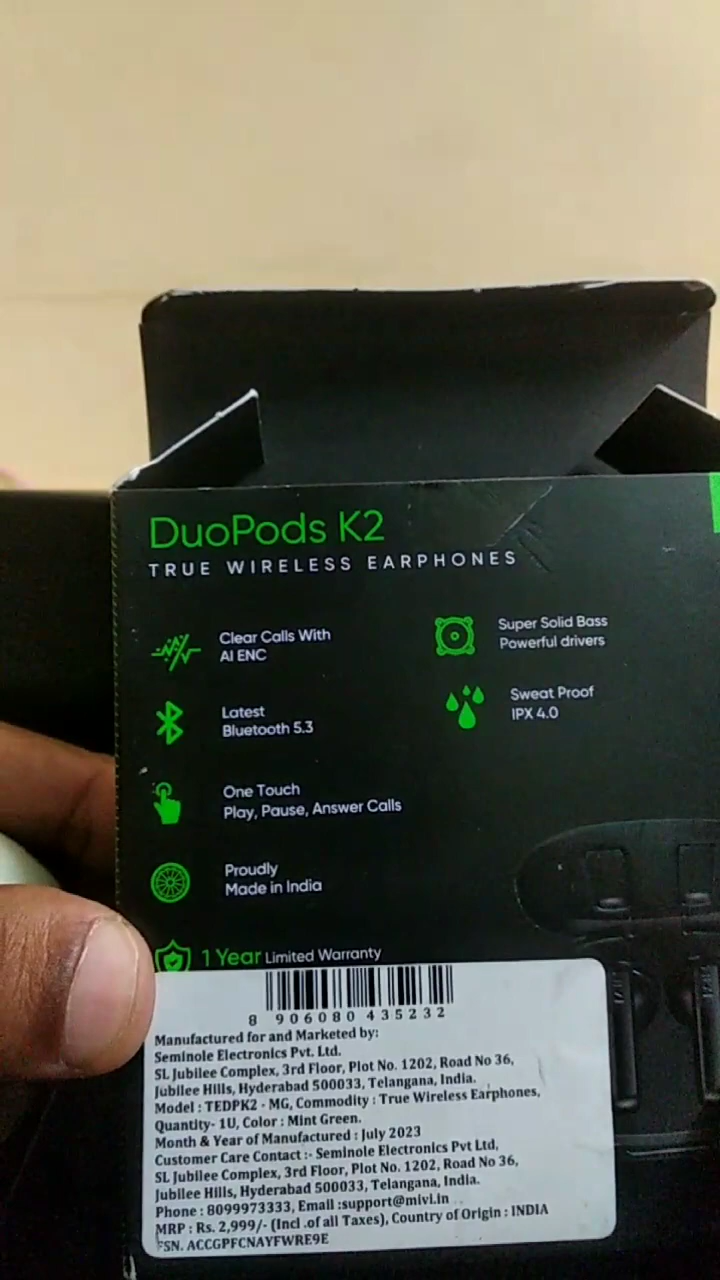 DuoPods K2
TRUE WIRELESS EARPHONES
Clear Calls With
AI ENC
Super Solid Bass
Powerful drivers
Latest
Bluetooth 5.3
Sweat Proof
IPX 4.0
One Touch
Play, Pause, Answer Calls
Proudly
Made in India
1 Year Limited Warranty
8 906080 435232
Manufactured for and Marketed by:
Seminole Electronics Pvt. Ltd.
SL Jubilee Complex, 3rd Floor, Plot No. 1202, Road No 36,
Jubilee Hills, Hyderabad 500033, Telangana, India.
Model : TEDPK2 - MG, Commodity : True Wireless Earphones,
Quantity- 1U, Color : Mint Green.
Month & Year of Manufactured : July 2023
Customer Care Contact :- Seminole Electronics Pvt Ltd,
SL Jubilee Complex, 3rd Floor, Plot No. 1202, Road No 36,
Jubilee Hills, Hyderabad 500033, Telangana, India.
Phone : 8099973333, Email :support@mivi.in
MRP : Rs. 2,999/- (Incl .of all Taxes), Country of Origin : INDIA
FSN. ACCGPFCNAYFWRE9E